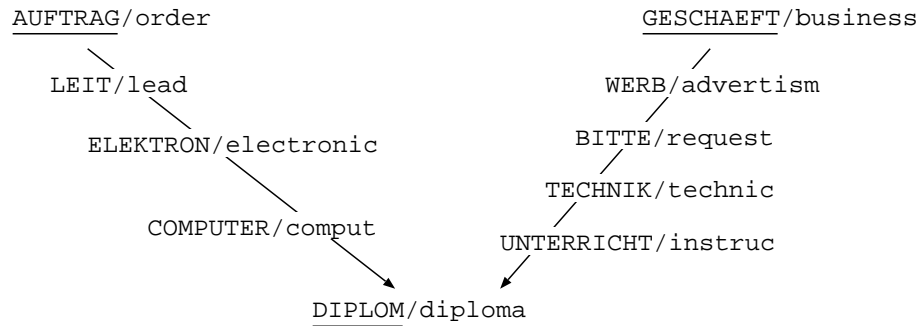 AUFTRAG/order GESCHAEFT/business
LEIT/lead WERB/advertism
ELEKTRON/electronic BITTE/request
TECHNIK/technic
COMPUTER/comput UNTERRICHT/instruc
DIPLOM/diploma